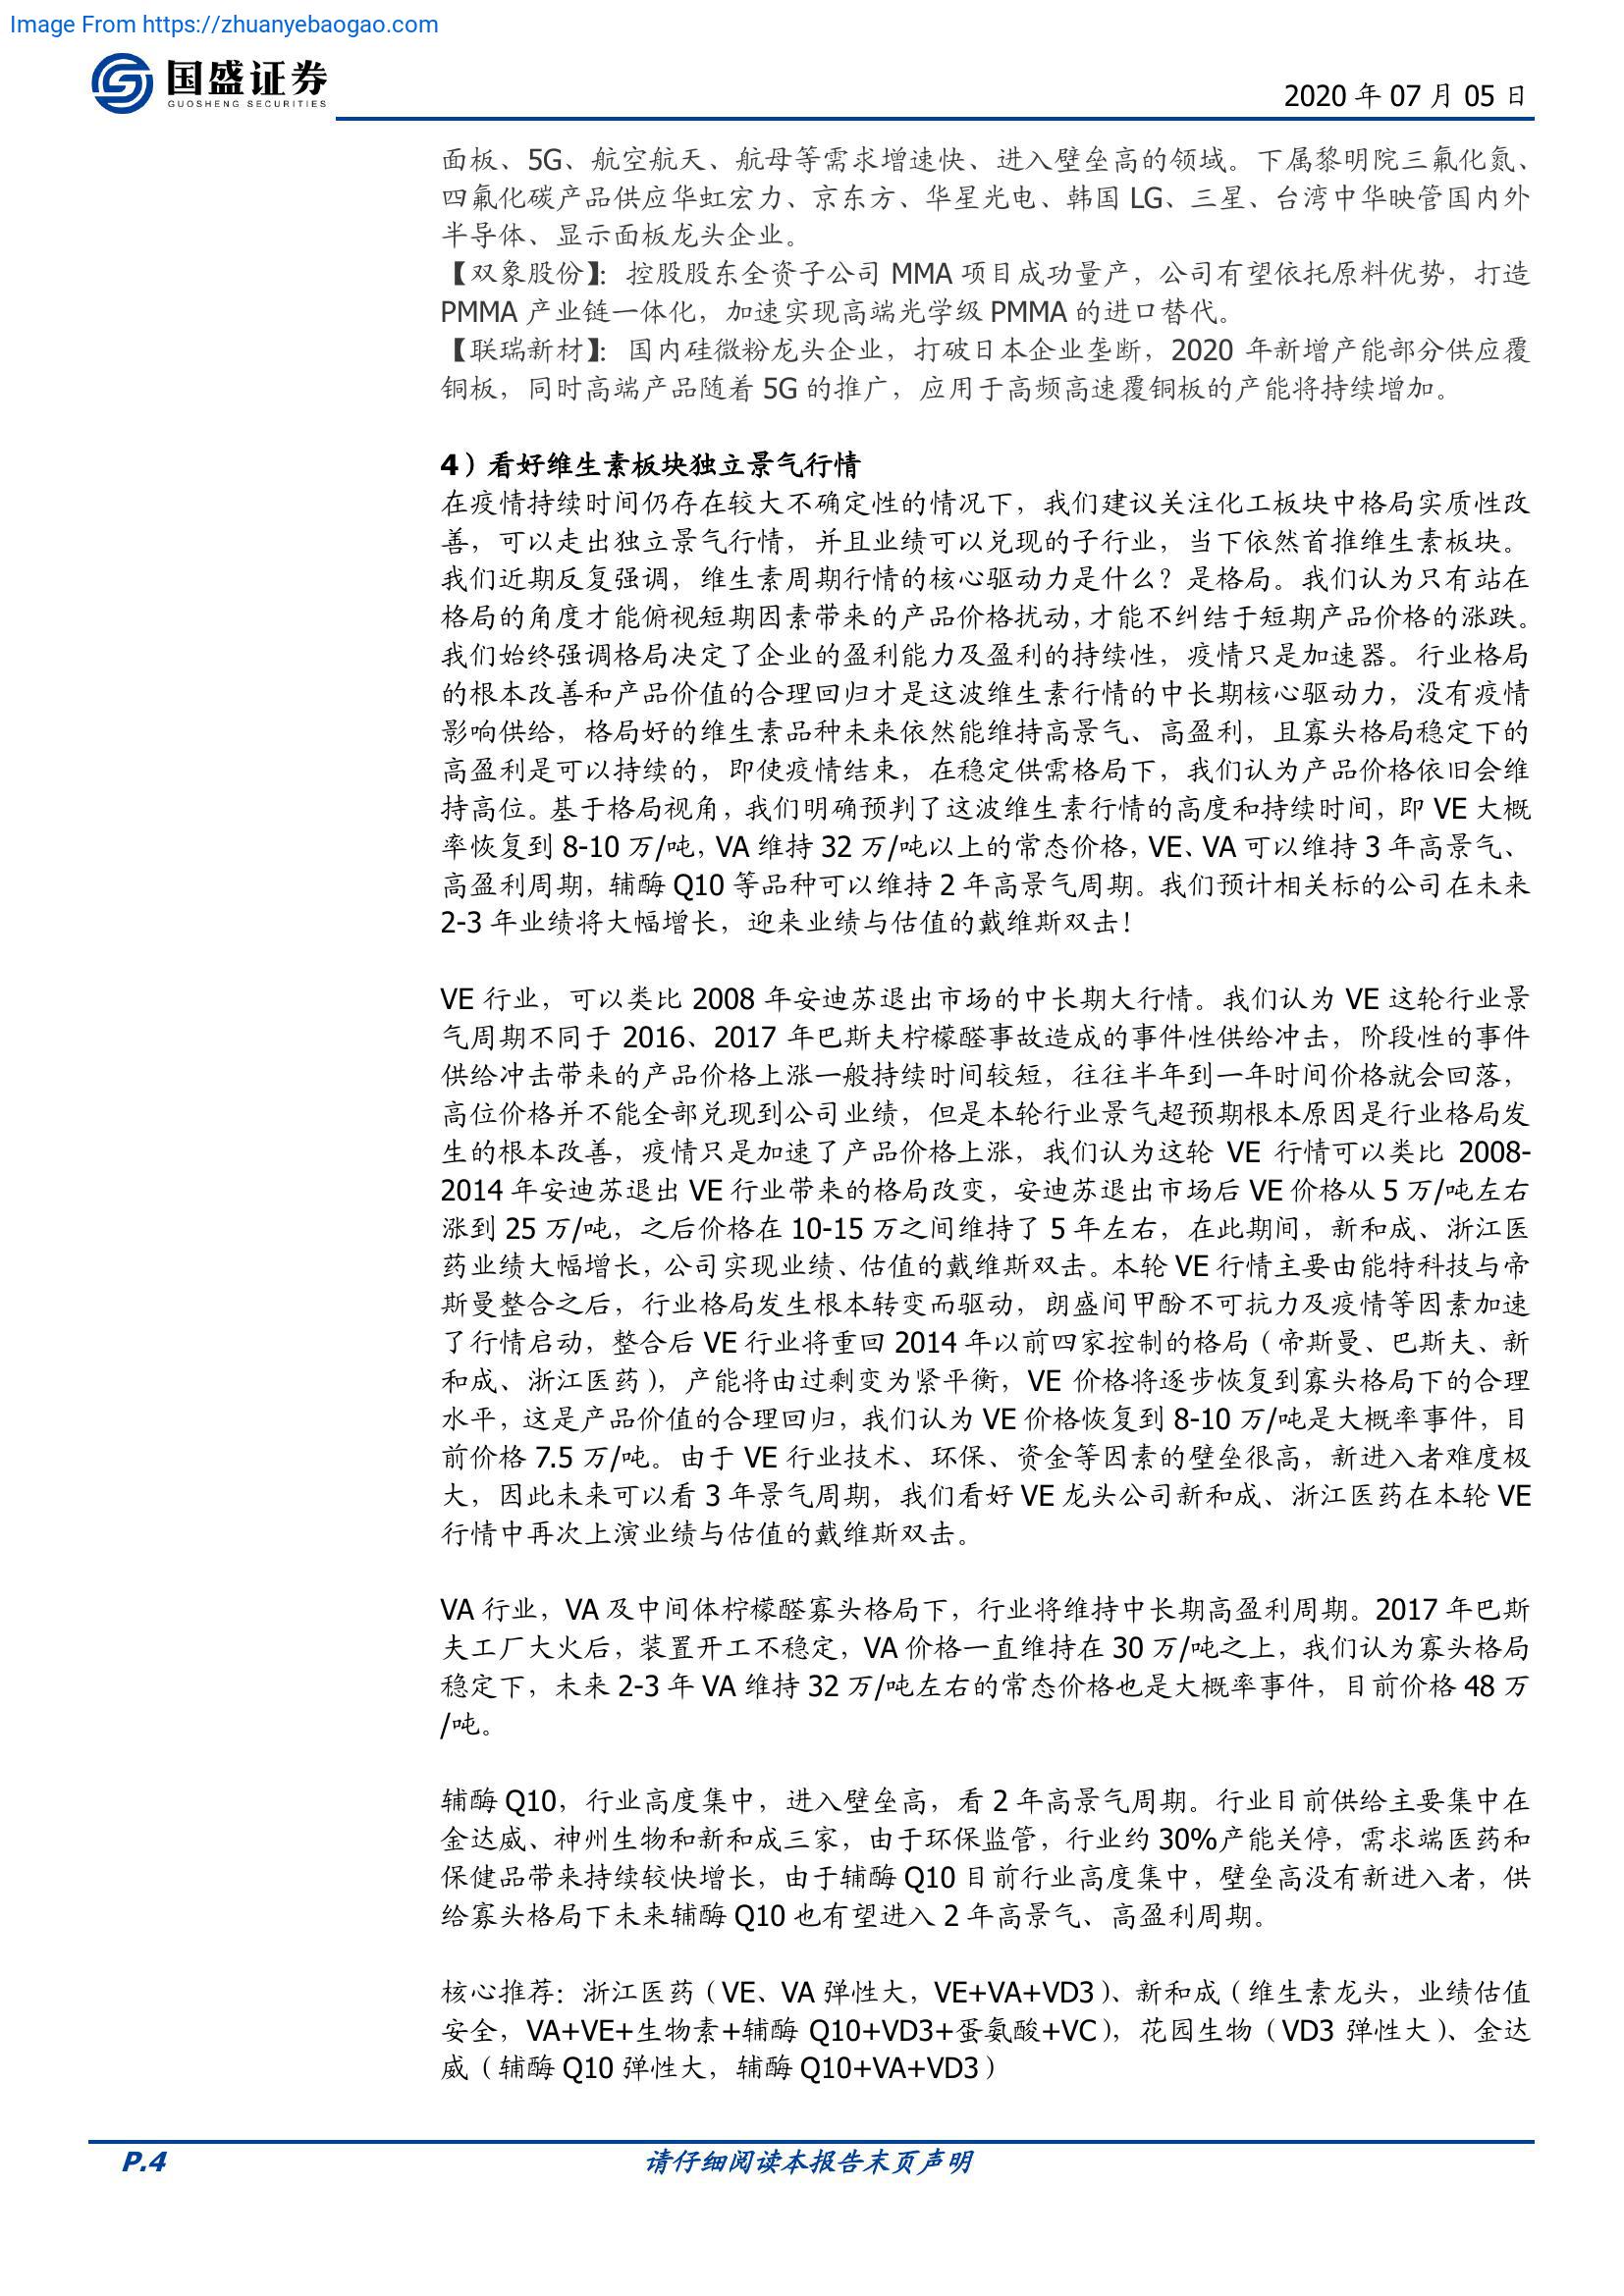 Image From https://zhuanyebaogao.com
国盛证券
GUOSHENG SECURITIES
2020 年 07 月 05 日
面板、5G、航空航天、航母等需求增速快、进入壁垒高的领域。下属黎明院三氟化氮、
四氟化碳产品供应华虹宏力、京东方、华星光电、韩国 LG、三星、台湾中华映管国内外
半导体、显示面板龙头企业。
【双象股份】：控股股东全资子公司 MMA 项目成功量产，公司有望依托原料优势，打造
PMMA 产业链一体化，加速实现高端光学级 PMMA 的进口替代。
【联瑞新材】：国内硅微粉龙头企业，打破日本企业垄断，2020 年新增产能部分供应覆
铜板，同时高端产品随着 5G 的推广，应用于高频高速覆铜板的产能将持续增加。
4）看好维生素板块独立景气行情
在疫情持续时间仍存在较大不确定性的情况下，我们建议关注化工板块中格局实质性改
善，可以走出独立景气行情，并且业绩可以兑现的子行业，当下依然首推维生素板块。
我们近期反复强调，维生素周期行情的核心驱动力是什么？是格局。我们认为只有站在
格局的角度才能俯视短期因素带来的产品价格扰动，才能不纠结于短期产品价格的涨跌。
我们始终强调格局决定了企业的盈利能力及盈利的持续性，疫情只是加速器。行业格局
的根本改善和产品价值的合理回归才是这波维生素行情的中长期核心驱动力，没有疫情
影响供给，格局好的维生素品种未来依然能维持高景气、高盈利，且寡头格局稳定下的
高盈利是可以持续的，即使疫情结束，在稳定供需格局下，我们认为产品价格依旧会维
持高位。基于格局视角，我们明确预判了这波维生素行情的高度和持续时间，即 VE 大概
率恢复到 8-10 万/吨，VA 维持 32 万/吨以上的常态价格，VE、VA 可以维持 3 年高景气、
高盈利周期，辅酶 Q10 等品种可以维持 2 年高景气周期。我们预计相关标的公司在未来
2-3 年业绩将大幅增长，迎来业绩与估值的戴维斯双击！
VE 行业，可以类比 2008 年安迪苏退出市场的中长期大行情。我们认为 VE 这轮行业景
气周期不同于 2016、2017 年巴斯夫柠檬醛事故造成的事件性供给冲击，阶段性的事件
供给冲击带来的产品价格上涨一般持续时间较短，往往半年到一年时间价格就会回落，
高位价格并不能全部兑现到公司业绩，但是本轮行业景气超预期根本原因是行业格局发
生的根本改善，疫情只是加速了产品价格上涨，我们认为这轮 VE 行情可以类比 2008-
2014 年安迪苏退出 VE 行业带来的格局改变，安迪苏退出市场后 VE 价格从 5 万/吨左右
涨到 25 万/吨，之后价格在 10-15 万之间维持了 5 年左右，在此期间，新和成、浙江医
药业绩大幅增长，公司实现业绩、估值的戴维斯双击。本轮 VE 行情主要由能特科技与帝
斯曼整合之后，行业格局发生根本转变而驱动，朗盛间甲酚不可抗力及疫情等因素加速
了行情启动，整合后 VE 行业将重回 2014 年以前四家控制的格局（帝斯曼、巴斯夫、新
和成、浙江医药），产能将由过剩变为紧平衡，VE 价格将逐步恢复到寡头格局下的合理
水平，这是产品价值的合理回归，我们认为 VE 价格恢复到 8-10 万/吨是大概率事件，目
前价格 7.5 万/吨。由于 VE 行业技术、环保、资金等因素的壁垒很高，新进入者难度极
大，因此未来可以看 3 年景气周期，我们看好 VE 龙头公司新和成、浙江医药在本轮 VE
行情中再次上演业绩与估值的戴维斯双击。
VA 行业，VA 及中间体柠檬醛寡头格局下，行业将维持中长期高盈利周期。2017 年巴斯
夫工厂大火后，装置开工不稳定，VA 价格一直维持在 30 万/吨之上，我们认为寡头格局
稳定下，未来 2-3 年 VA 维持 32 万/吨左右的常态价格也是大概率事件，目前价格 48 万
/吨。
辅酶 Q10，行业高度集中，进入壁垒高，看 2 年高景气周期。行业目前供给主要集中在
金达威、神州生物和新和成三家，由于环保监管，行业约 30%产能关停，需求端医药和
保健品带来持续较快增长，由于辅酶 Q10 目前行业高度集中，壁垒高没有新进入者，供
给寡头格局下未来辅酶 Q10 也有望进入 2 年高景气、高盈利周期。
核心推荐：浙江医药（VE、VA 弹性大，VE+VA+VD3）、新和成（维生素龙头，业绩估值
安全，VA+VE+生物素+辅酶 Q10+VD3+蛋氨酸+VC），花园生物（VD3 弹性大）、金达
威（辅酶 Q10 弹性大，辅酶 Q10+VA+VD3）
P.4
请仔细阅读本报告末页声明